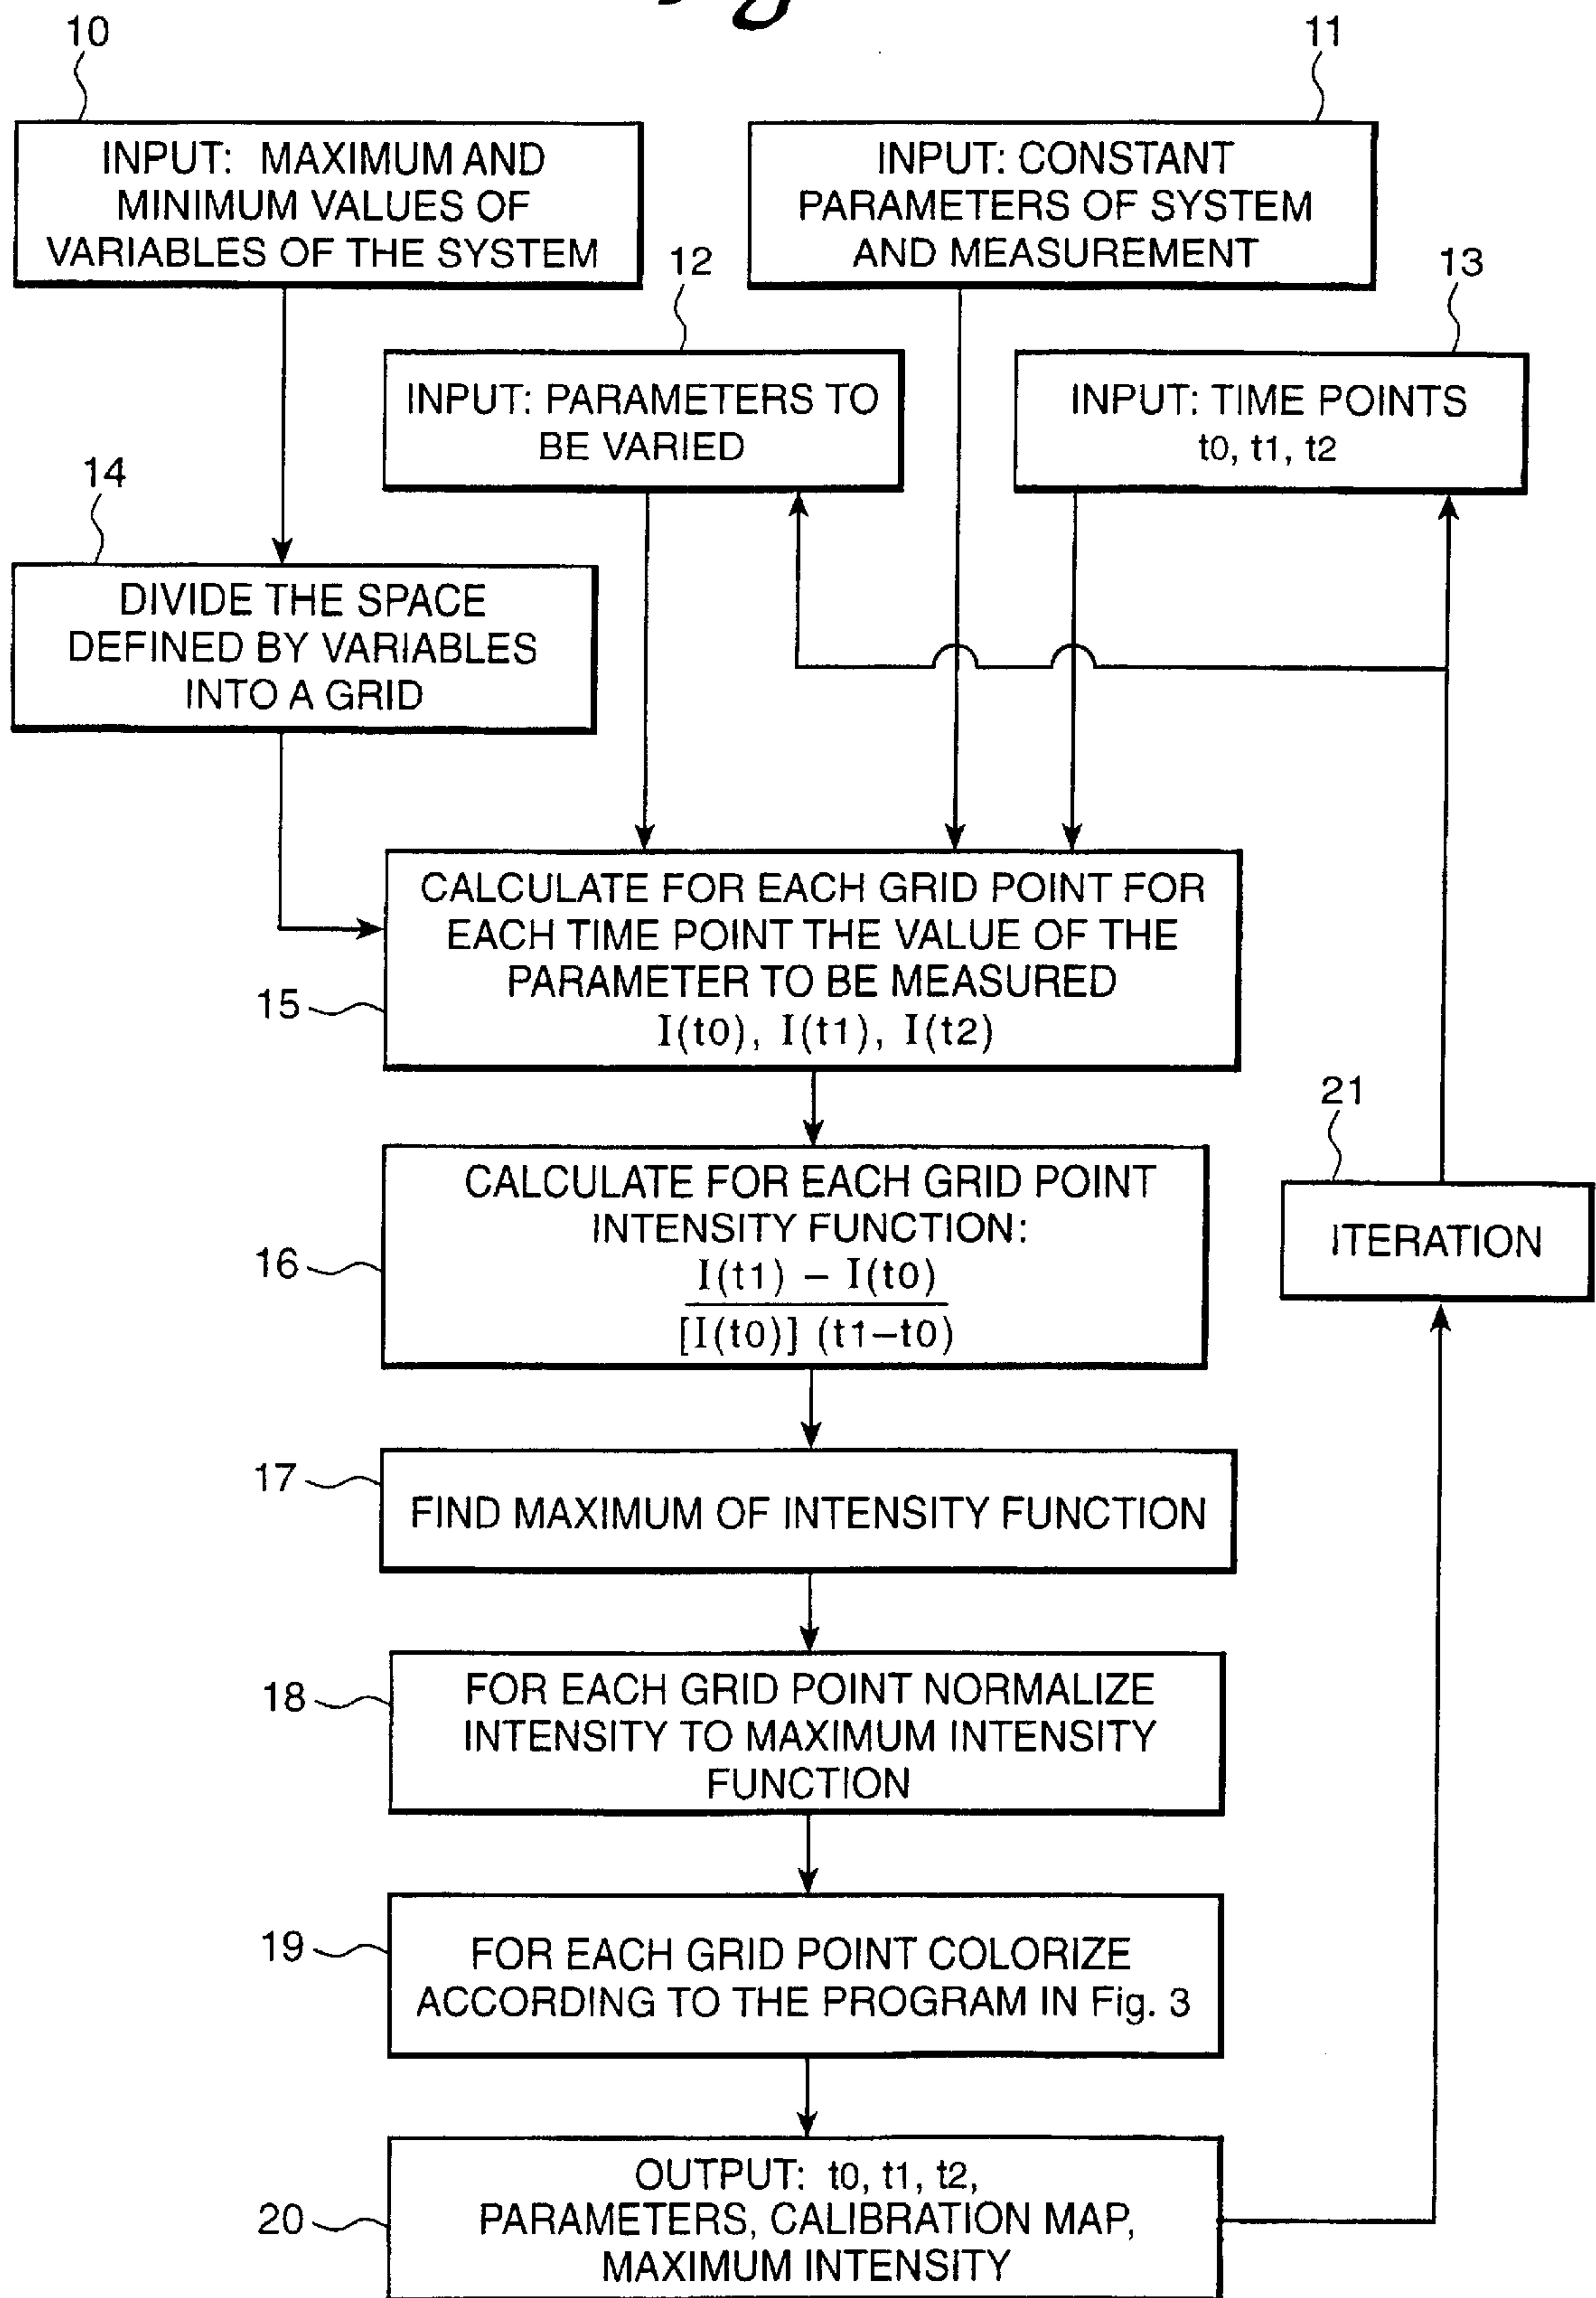 10
11
INPUT: MAXIMUM AND
MINIMUM VALUES OF
VARIABLES OF THE SYSTEM
INPUT: CONSTANT
PARAMETERS OF SYSTEM
AND MEASUREMENT
12
13
INPUT: PARAMETERS TO
BE VARIED
INPUT: TIME POINTS
t0, t1, t2
14
DIVIDE THE SPACE
DEFINED BY VARIABLES
INTO A GRID
CALCULATE FOR EACH GRID POINT FOR
EACH TIME POINT THE VALUE OF THE
PARAMETER TO BE MEASURED
I(t0), I(t1), I(t2)
15
21
CALCULATE FOR EACH GRID POINT
INTENSITY FUNCTION:
I(t1) – I(t0)
[I(t0)] (t1–t0)
16
ITERATION
17
FIND MAXIMUM OF INTENSITY FUNCTION
18
FOR EACH GRID POINT NORMALIZE
INTENSITY TO MAXIMUM INTENSITY
FUNCTION
19
FOR EACH GRID POINT COLORIZE
ACCORDING TO THE PROGRAM IN Fig. 3
20
OUTPUT: t0, t1, t2,
PARAMETERS, CALIBRATION MAP,
MAXIMUM INTENSITY